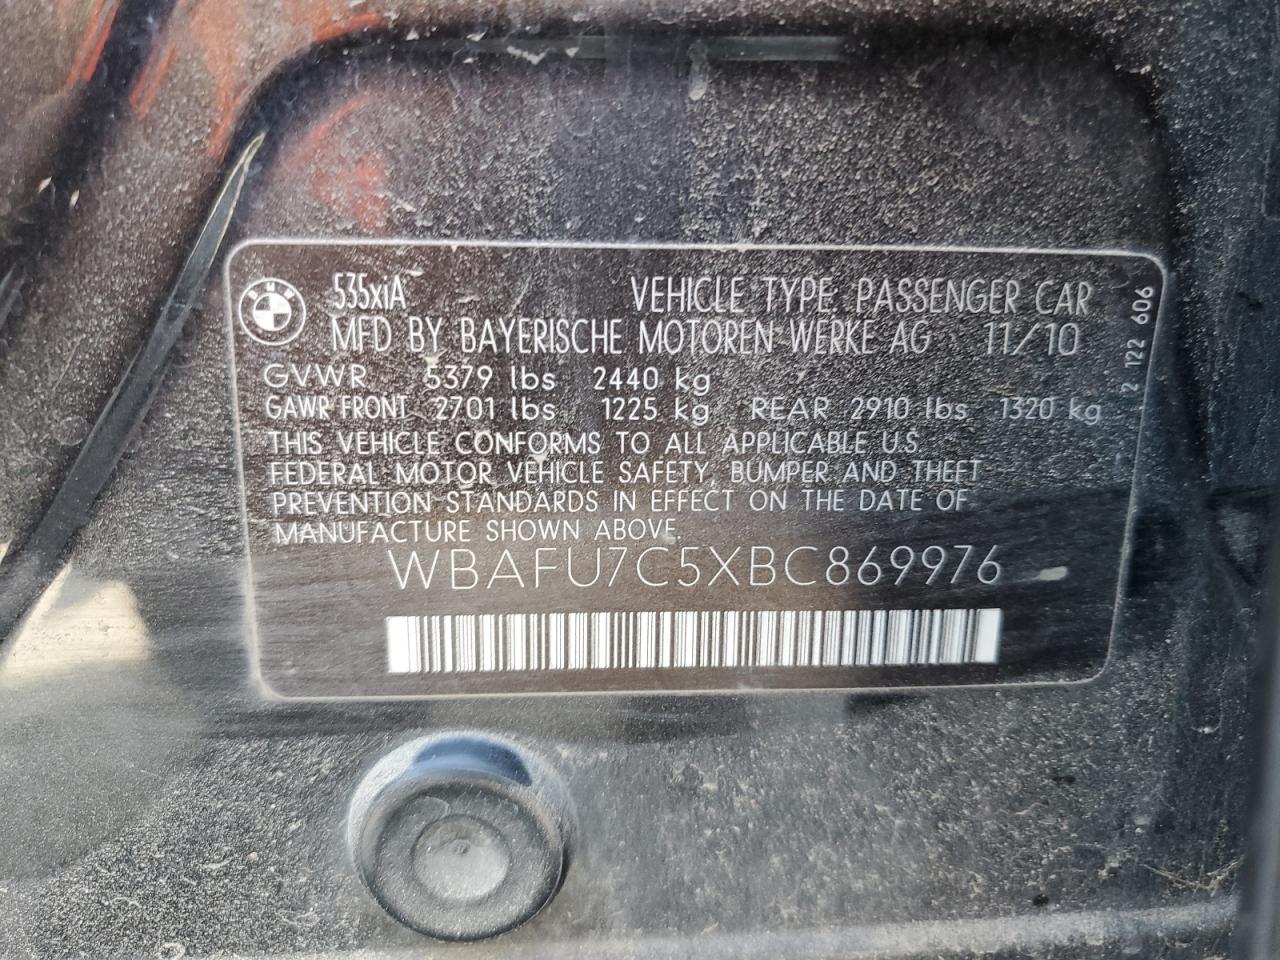 BMW
535xiA VEHICLE TYPE: PASSENGER CAR
MFD BY BAYERISCHE MOTOREN WERKE AG 11/10
GVWR 5379 lbs 2440 kg
GAWR FRONT 2701 lbs 1225 kg REAR 2910 lbs 1320 kg
THIS VEHICLE CONFORMS TO ALL APPLICABLE U.S.
FEDERAL MOTOR VEHICLE SAFETY, BUMPER AND THEFT
PREVENTION STANDARDS IN EFFECT ON THE DATE OF
MANUFACTURE SHOWN ABOVE.
WBAFU7C5XBC869976
2 122 606